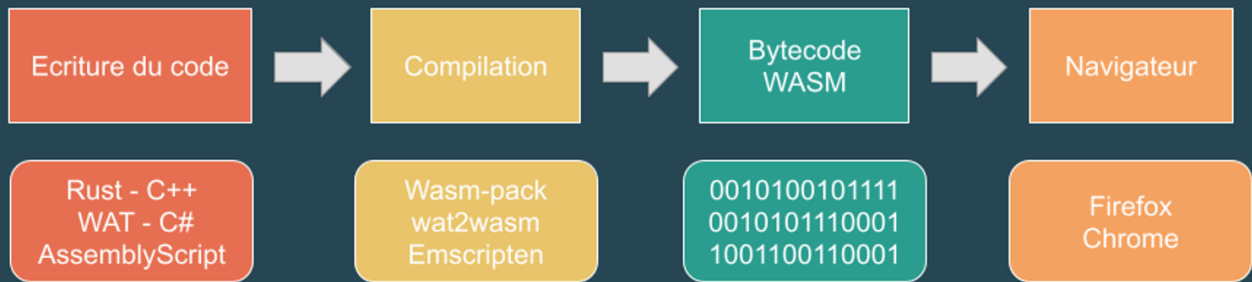 Ecriture du code
Compilation
Bytecode
WASM
Navigateur
Rust - C++
WAT - C#
AssemblyScript
Wasm-pack
wat2wasm
Emscripten
0010100101111
0010101110001
1001100110001
Firefox
Chrome